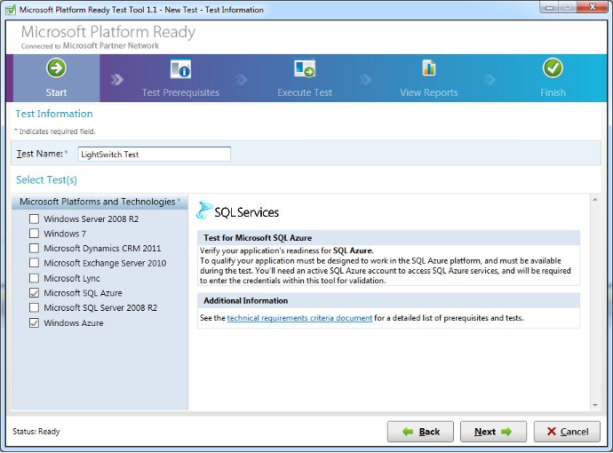 Microsoft Platform Ready Test Tool 1.1 - New Test - Test Information
Microsoft Platform Ready
Connected to Microsoft Partner Network
Start
Test Prerequisites
Execute Test
View Reports
Finish
Test Information
* Indicates required field.
Test Name: * LightSwitch Test
Select Test(s)
Microsoft Platforms and Technologies *
Windows Server 2008 R2
Windows 7
Microsoft Dynamics CRM 2011
Microsoft Exchange Server 2010
Microsoft Lync
Microsoft SQL Azure
Microsoft SQL Server 2008 R2
Windows Azure
SQL Services
Test for Microsoft SQL Azure
Verify your application's readiness for SQL Azure.
To qualify your application must be designed to work in the SQL Azure platform, and must be available
during the test. You'll need an active SQL Azure account to access SQL Azure services, and will be required
to enter the credentials within this tool for validation.
Additional Information
See the technical requirements criteria document for a detailed list of prerequisites and tests.
Status: Ready
Back
Next
Cancel